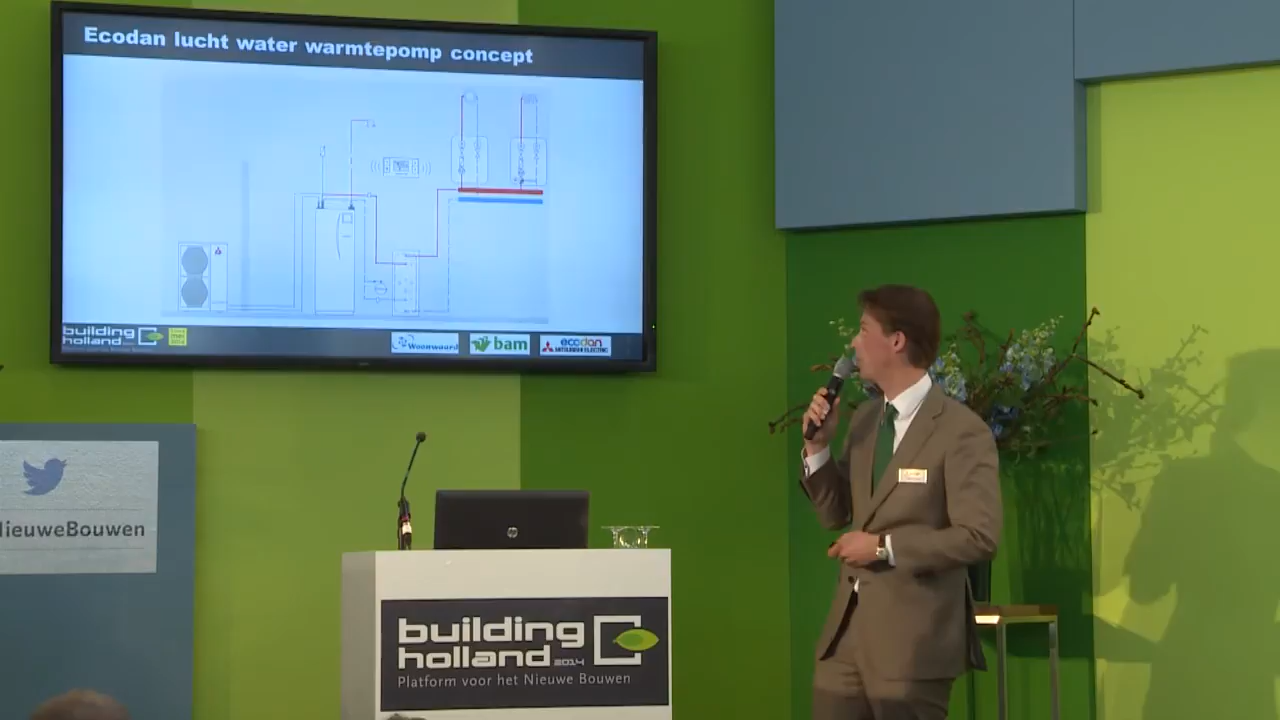 Ecodan lucht water warmtepomp concept
building
holland
Woonwaard
bam
ecodan
MITSUBISHI ELECTRIC
NieuweBouwen
hp
building
holland 2014
Platform voor het Nieuwe Bouwen